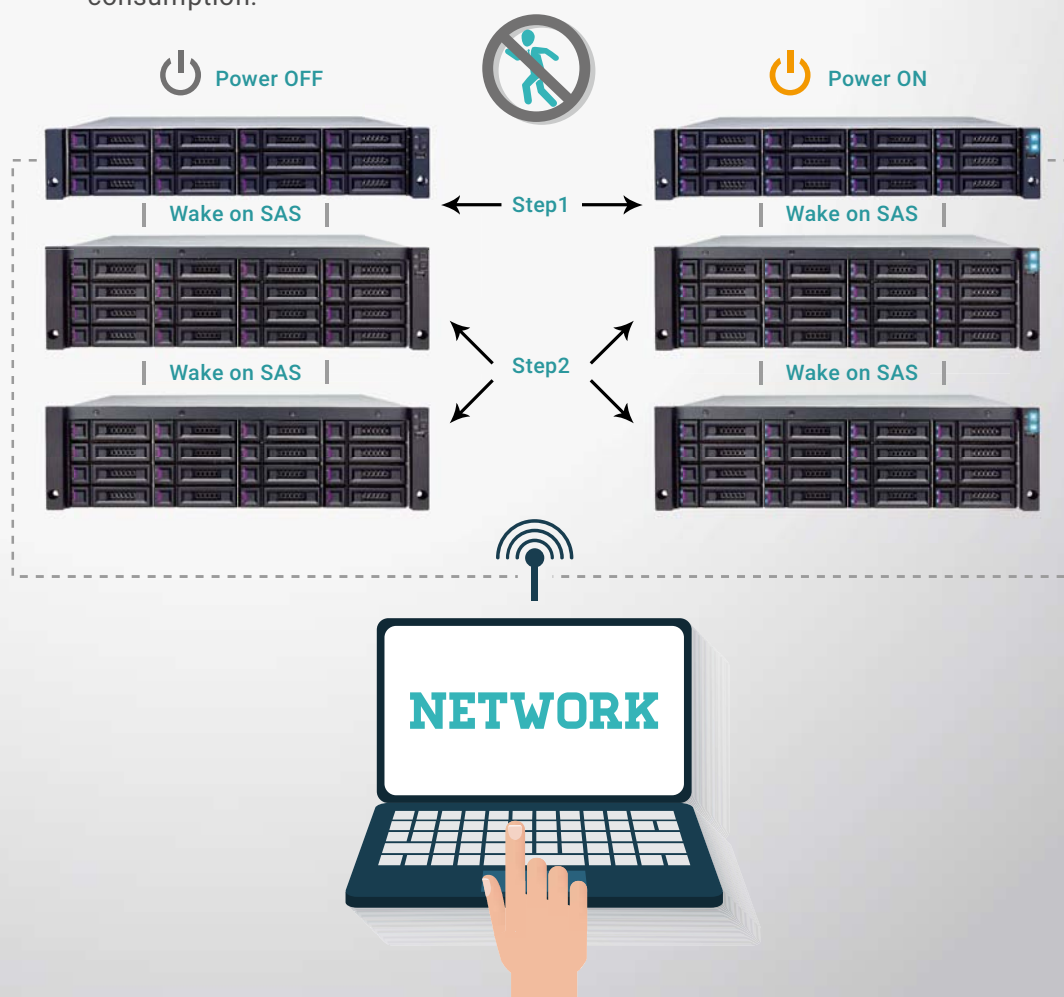 consumption.
Power OFF
Power ON
Step1
Wake on SAS
Wake on SAS
Step2
Wake on SAS
Wake on SAS
NETWORK